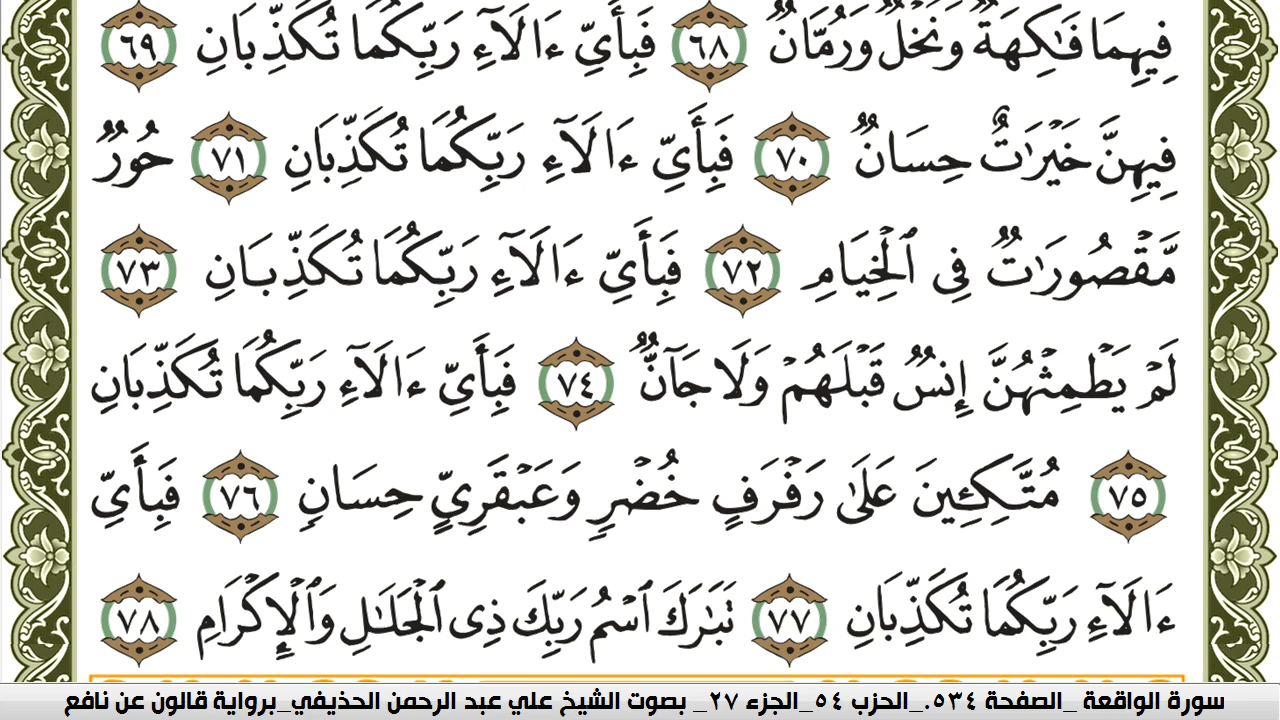 فِيهِمَا فَٰكِهَةٌ وَنَخْلٌ وَرُمَّانٌ ٦٨ فَبِأَيِّ ءَالَآءِ رَبِّكُمَا تُكَذِّبَانِ ٦٩
فِيهِنَّ خَيْرَٰتٌ حِسَانٌ ٧٠ فَبِأَيِّ ءَالَآءِ رَبِّكُمَا تُكَذِّبَانِ ٧١ حُورٌ
مَّقْصُورَٰتٌ فِى ٱلْخِيَامِ ٧٢ فَبِأَيِّ ءَالَآءِ رَبِّكُمَا تُكَذِّبَانِ ٧٣
لَمْ يَطْمِثْهُنَّ إِنسٌ قَبْلَهُمْ وَلَا جَآنٌّ ٧٤ فَبِأَيِّ ءَالَآءِ رَبِّكُمَا تُكَذِّبَانِ
٧٥ مُتَّكِـِٔينَ عَلَىٰ رَفْرَفٍ خُضْرٍ وَعَبْقَرِيٍّ حِسَانٍ ٧٦ فَبِأَيِّ
ءَالَآءِ رَبِّكُمَا تُكَذِّبَانِ ٧٧ تَبَٰرَكَ ٱسْمُ رَبِّكَ ذِى ٱلْجَلَٰلِ وَٱلْإِكْرَامِ ٧٨
سورة الواقعة _الصفحة ٥٣٤._الحزب ٥٤_الجزء ٢٧_ بصوت الشيخ علي عبد الرحمن الحذيفي_برواية قالون عن نافع